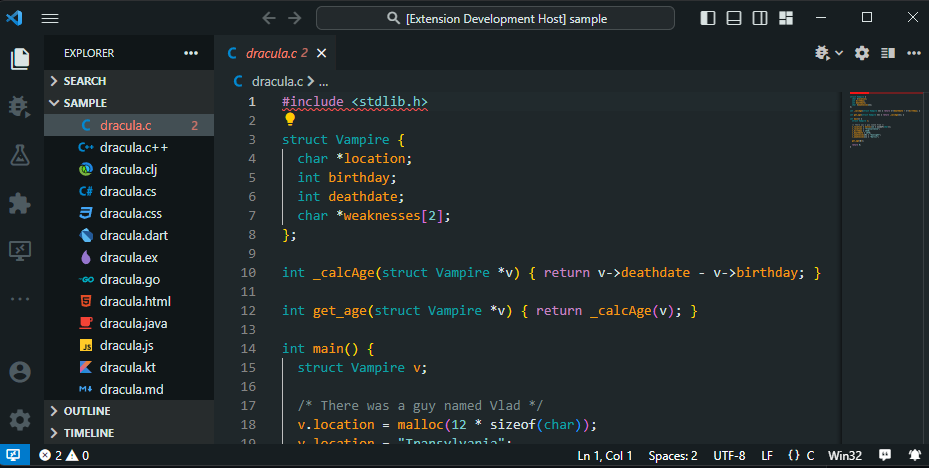 [Extension Development Host] sample
EXPLORER
SEARCH
SAMPLE
C dracula.c 2
C++ dracula.c++
dracula.clj
C# dracula.cs
dracula.css
dracula.dart
dracula.ex
GO dracula.go
dracula.html
dracula.java
JS dracula.js
dracula.kt
M dracula.md
OUTLINE
TIMELINE
C dracula.c 2
C dracula.c > ...
1 #include <stdlib.h>
2
3 struct Vampire {
4 char *location;
5 int birthday;
6 int deathdate;
7 char *weaknesses[2];
8 };
9
10 int _calcAge(struct Vampire *v) { return v->deathdate - v->birthday; }
11
12 int get_age(struct Vampire *v) { return _calcAge(v); }
13
14 int main() {
15 struct Vampire v;
16
17 /* There was a guy named Vlad */
18 v.location = malloc(12 * sizeof(char));
19 v.location = "Transylvania";
2 0 Ln 1, Col 1 Spaces: 2 UTF-8 LF {} C Win32